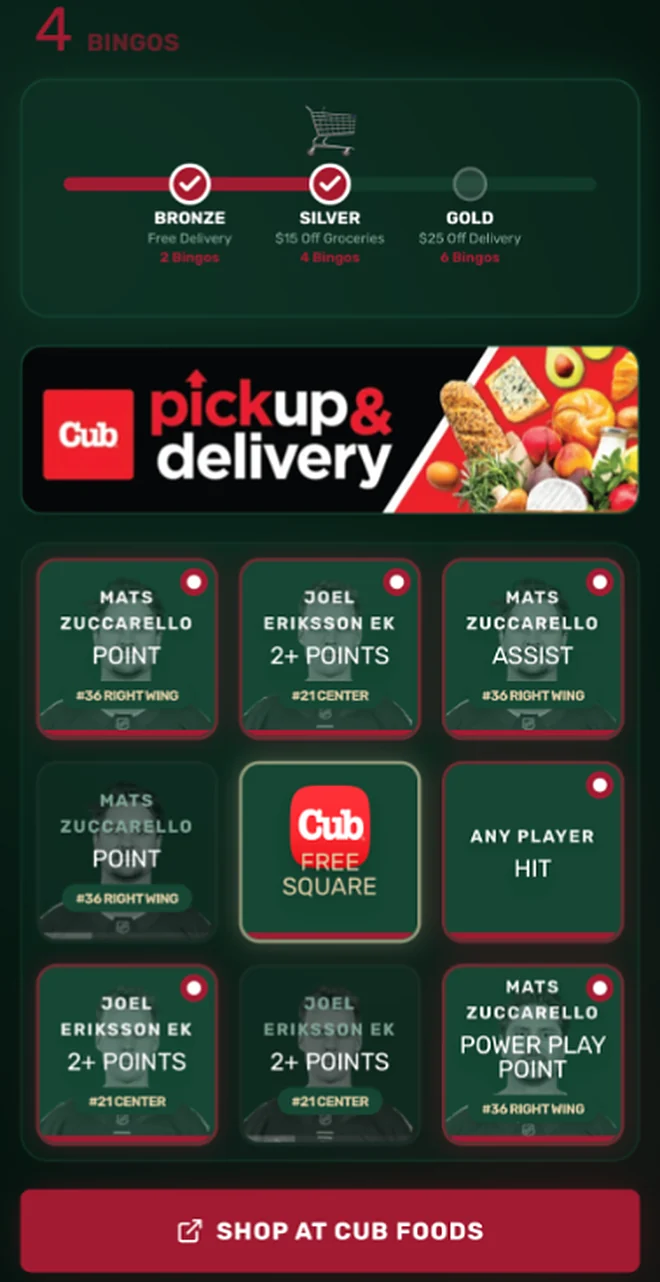 4 BINGOS
BRONZE
Free Delivery
2 Bingos
SILVER
$15 Off Groceries
4 Bingos
GOLD
$25 Off Delivery
6 Bingos
Cub
pickup&
delivery
MATS
ZUCCARELLO
POINT
#36 RIGHT WING
JOEL
ERIKSSON EK
2+ POINTS
#21 CENTER
MATS
ZUCCARELLO
ASSIST
#36 RIGHT WING
MATS
ZUCCARELLO
POINT
#36 RIGHT WING
Cub
FREE
SQUARE
ANY PLAYER
HIT
JOEL
ERIKSSON EK
2+ POINTS
#21 CENTER
JOEL
ERIKSSON EK
2+ POINTS
#21 CENTER
MATS
ZUCCARELLO
POWER PLAY
POINT
#36 RIGHT WING
SHOP AT CUB FOODS